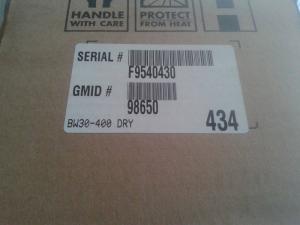 HANDLE
WITH CARE
PROTECT
FROM HEAT
SERIAL #
F9540430
GMID #
98650
BW30-400 DRY
434